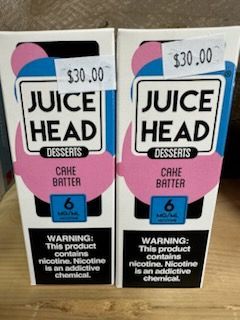 $30.00
JUICE
HEAD
DESSERTS
CAKE
BATTER
6
MG/ML
NICOTINE
WARNING:
This product
contains
nicotine. Nicotine
is an addictive
chemical.
$30.00
JUICE
HEAD
DESSERTS
CAKE
BATTER
6
MG/ML
NICOTINE
WARNING:
This product
contains
nicotine. Nicotine
is an addictive
chemical.